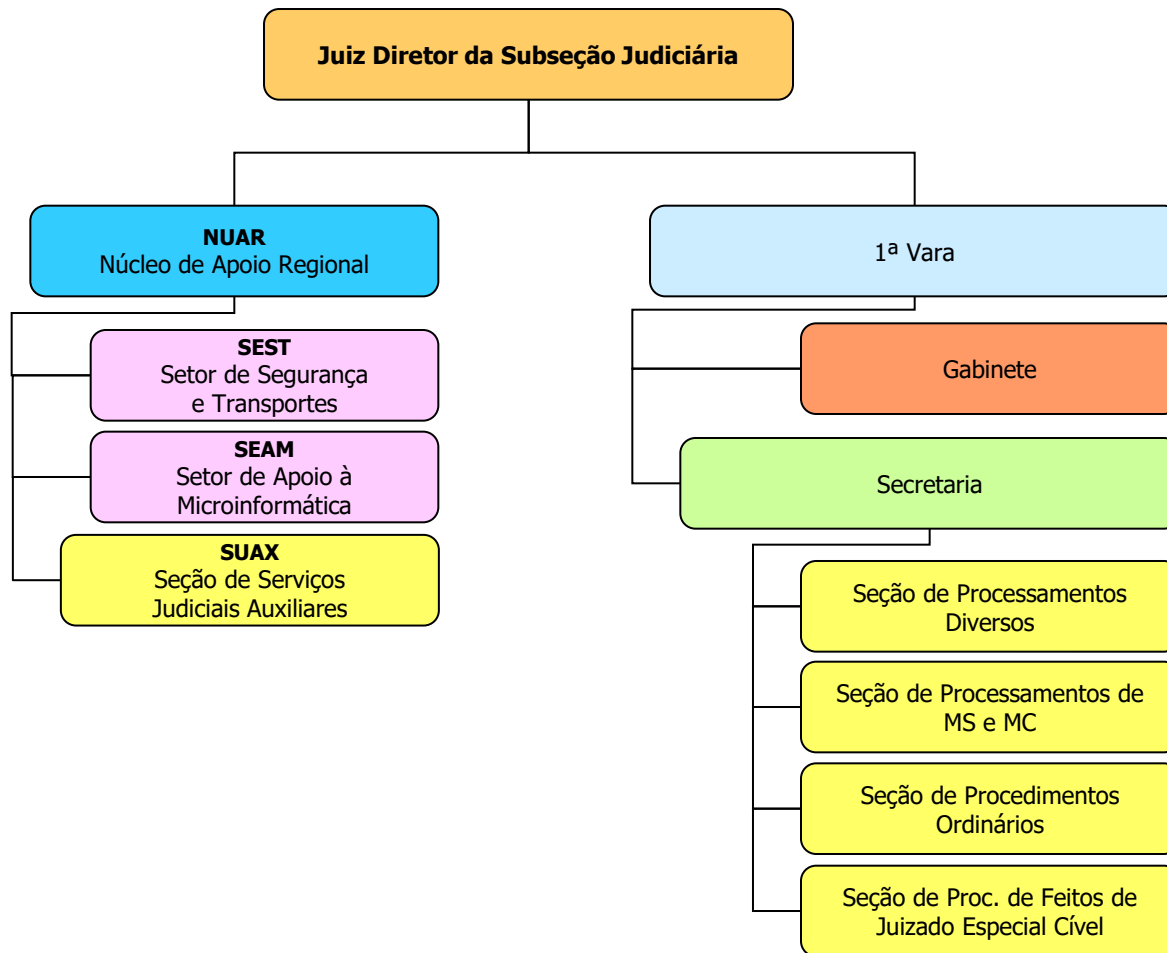 Juiz Diretor da Subseção Judiciária
NUAR
Núcleo de Apoio Regional
SEST
Setor de Segurança
e Transportes
SEAM
Setor de Apoio à
Microinformática
SUAX
Seção de Serviços
Judiciais Auxiliares
1ª Vara
Gabinete
Secretaria
Seção de Processamentos
Diversos
Seção de Processamentos de
MS e MC
Seção de Procedimentos
Ordinários
Seção de Proc. de Feitos de
Juizado Especial Cível